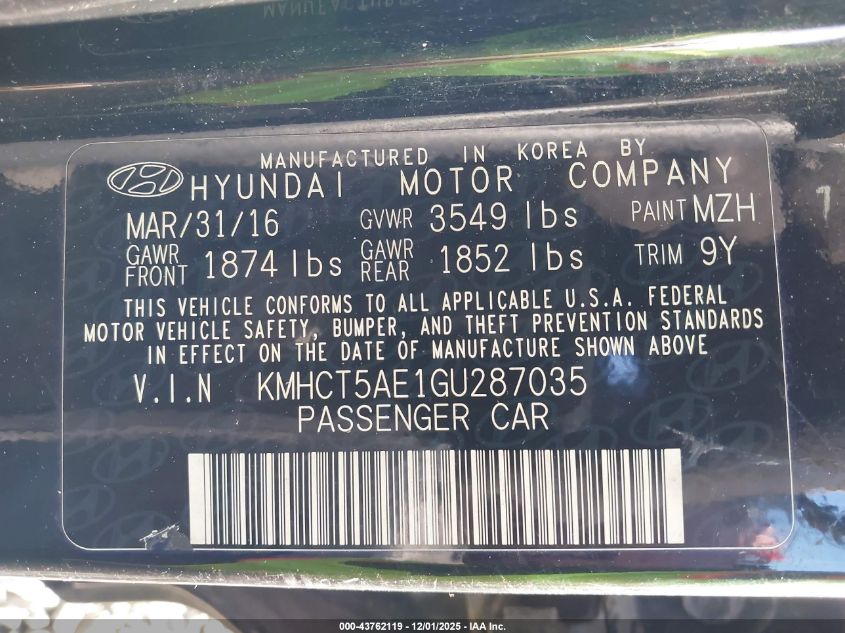 MANUFACTURED IN KOREA BY
HYUNDAI MOTOR COMPANY
MAR/31/16 GVWR 3549 lbs PAINT MZH
GAWR FRONT 1874 lbs GAWR REAR 1852 lbs TRIM 9Y
THIS VEHICLE CONFORMS TO ALL APPLICABLE U.S.A. FEDERAL
MOTOR VEHICLE SAFETY, BUMPER, AND THEFT PREVENTION STANDARDS
IN EFFECT ON THE DATE OF MANUFACTURE SHOWN ABOVE
V.I.N KMHCT5AE1GU287035
PASSENGER CAR
000-43762119 - 12/01/2025 - IAA Inc.